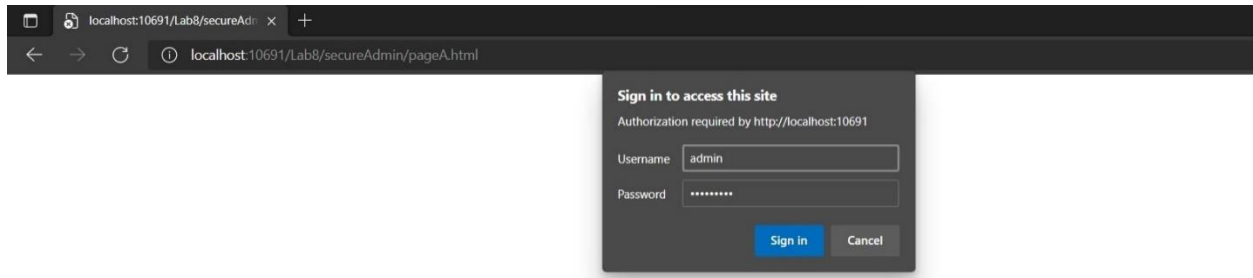 localhost:10691/Lab8/secureAdn
localhost:10691/Lab8/secureAdmin/pageA.html
Sign in to access this site
Authorization required by http://localhost:10691
Username admin
Password •••••••••
Sign in Cancel